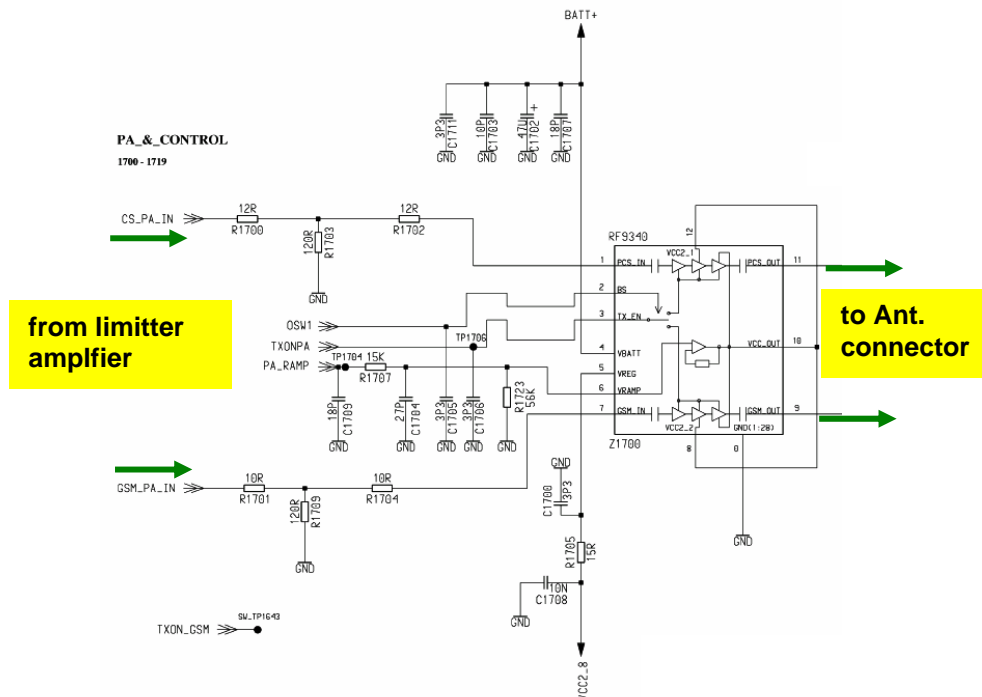 BATT+
3P3
C1711
GND
10P
C1703
GND
47U
+
C1702
GND
18P
C1707
GND
PA_&_CONTROL
1700 - 1719
CS_PA_IN
12R
R1700
120R
R1703
GND
12R
R1702
from limitter
amplfier
OSW1
TXONPA
TP1706
PA_RAMP
TP1704
15K
R1707
18P
C1709
GND
27P
C1704
GND
3P3
C1705
GND
3P3
C1706
GND
R1723
56K
GND
GSM_PA_IN
10R
R1701
120R
R1709
GND
10R
R1704
RF9340
1
PCS_IN
2
BS
3
TX_EN
4
VBATT
5
VREG
6
VRAMP
7
GSM_IN
VCC2_1
12
PCS_OUT
11
VCC_OUT
10
GSM_OUT
9
VCC2_2
8
GND(1:28)
0
Z1700
GND
to Ant.
connector
GND
C1700
3P3
R1705
15R
10N
C1708
GND
VCC2_8
TXON_GSM
SW_TP1643